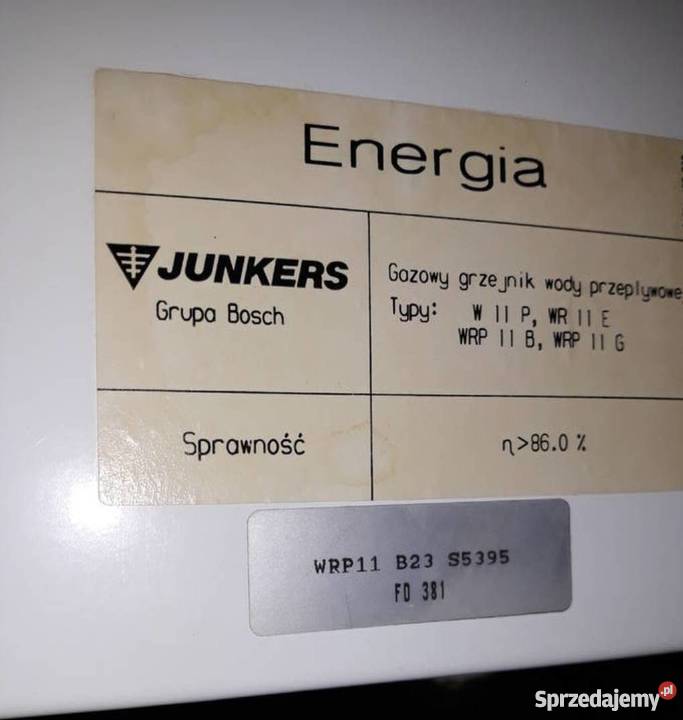 Energia
JUNKERS
Grupa Bosch
Gazowy grzejnik wody przepływowe
Typy: W 11 P, WR 11 E
WRP 11 B, WRP 11 G
Sprawność
η>86.0 %
WRP11 B23 S5395
FD 381
Sprzedajemy.pl